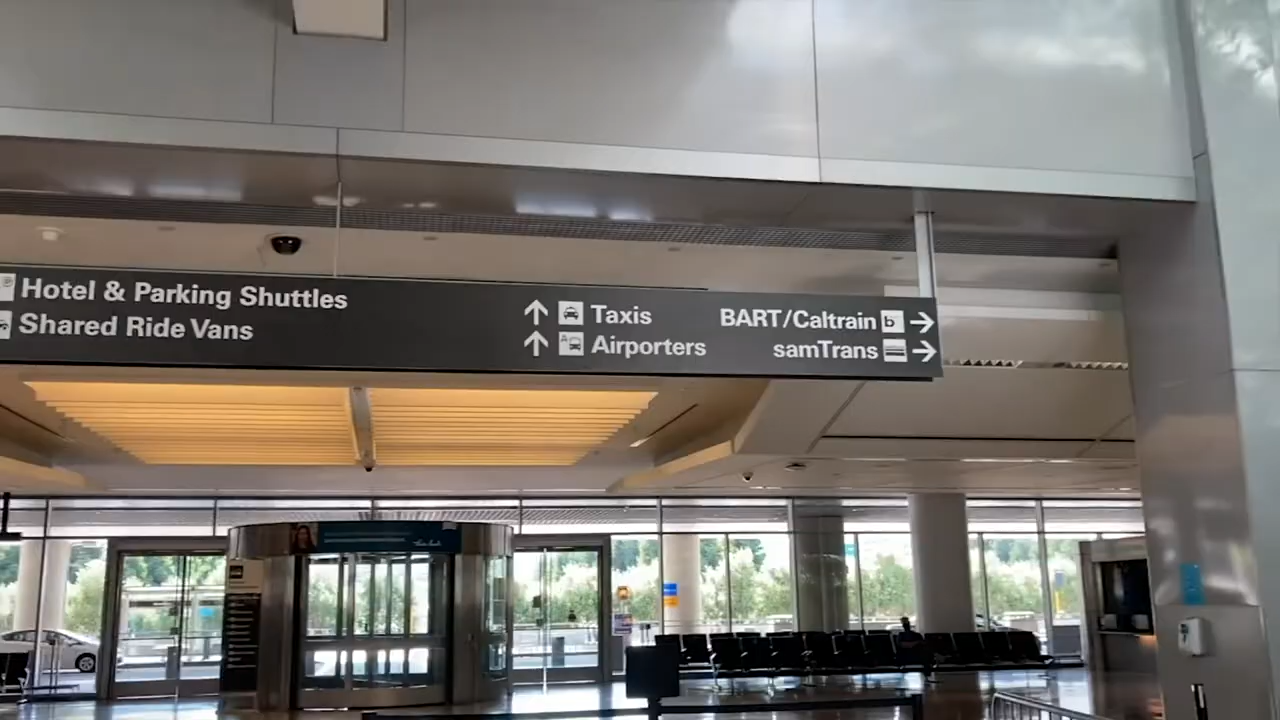 Hotel & Parking Shuttles
Shared Ride Vans
Taxis
Airporters
BART/Caltrain b
samTrans